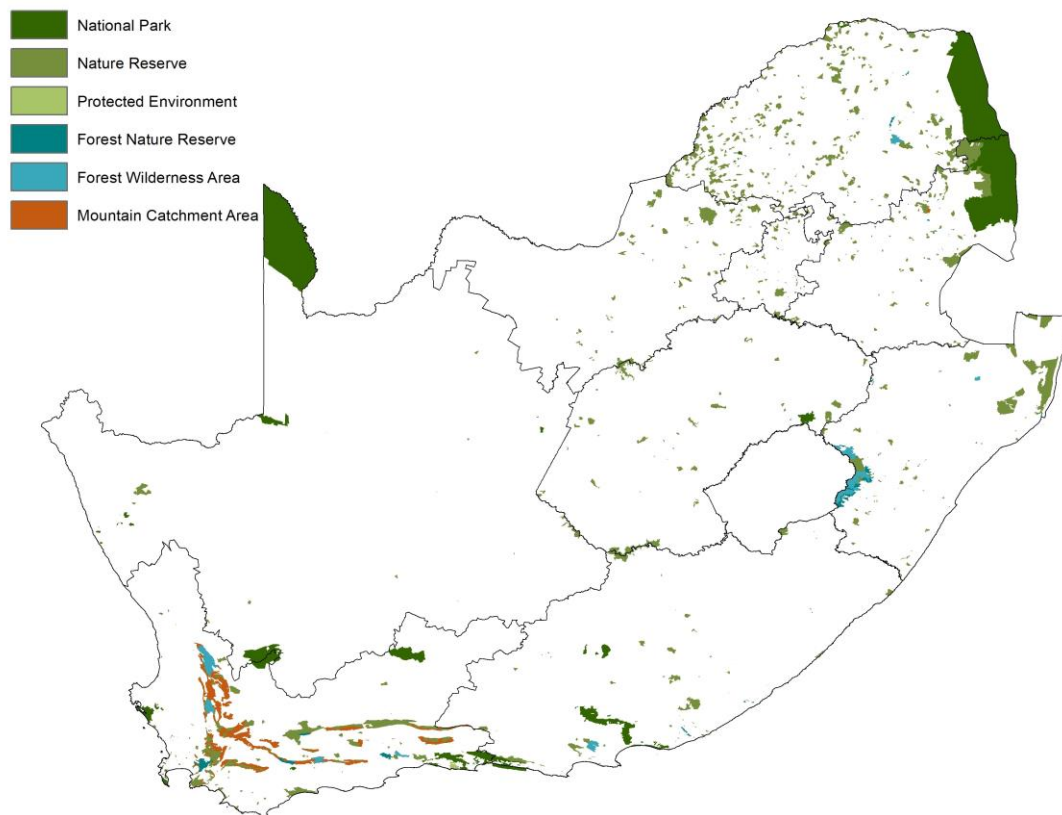 National Park
Nature Reserve
Protected Environment
Forest Nature Reserve
Forest Wilderness Area
Mountain Catchment Area